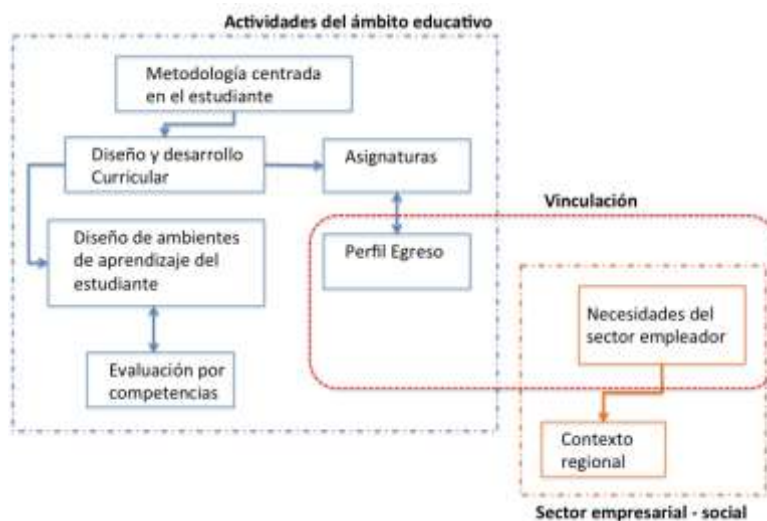 Actividades del ámbito educativo
Metodología centrada
en el estudiante
Diseño y desarrollo
Curricular
Asignaturas
Vinculación
Diseño de ambientes
de aprendizaje del
estudiante
Perfil Egreso
Necesidades del
sector empleador
Evaluación por
competencias
Contexto
regional
Sector empresarial - social